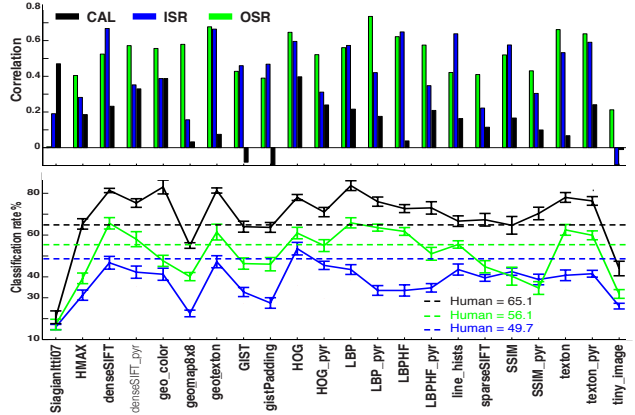 CAL ISR OSR
Correlation
0.8
0.6
0.4
0.2
0
Classification rate %
80
60
40
30
10
Human = 65.1
Human = 56.1
Human = 49.7
SiagianItti07
HMAX
denseSIFT
denseSIFT_pyr
geo_color
geomap8x8
geotexton
GIST
gistPadding
HOG
HOG_pyr
LBP
LBP_pyr
LBPHF
LBPHF_pyr
line_hists
sparseSIFT
SSIM
SSIM_pyr
texton
texton_pyr
tiny_image